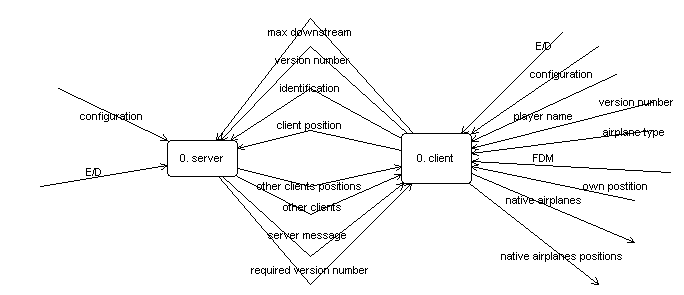 max downstream
E/D
version number
configuration
identification
version number
configuration
player name
client position
airplane type
0. server
0. client
FDM
E/D
other clients positions
own postition
other clients
native airplanes
server message
native airplanes positions
required version number